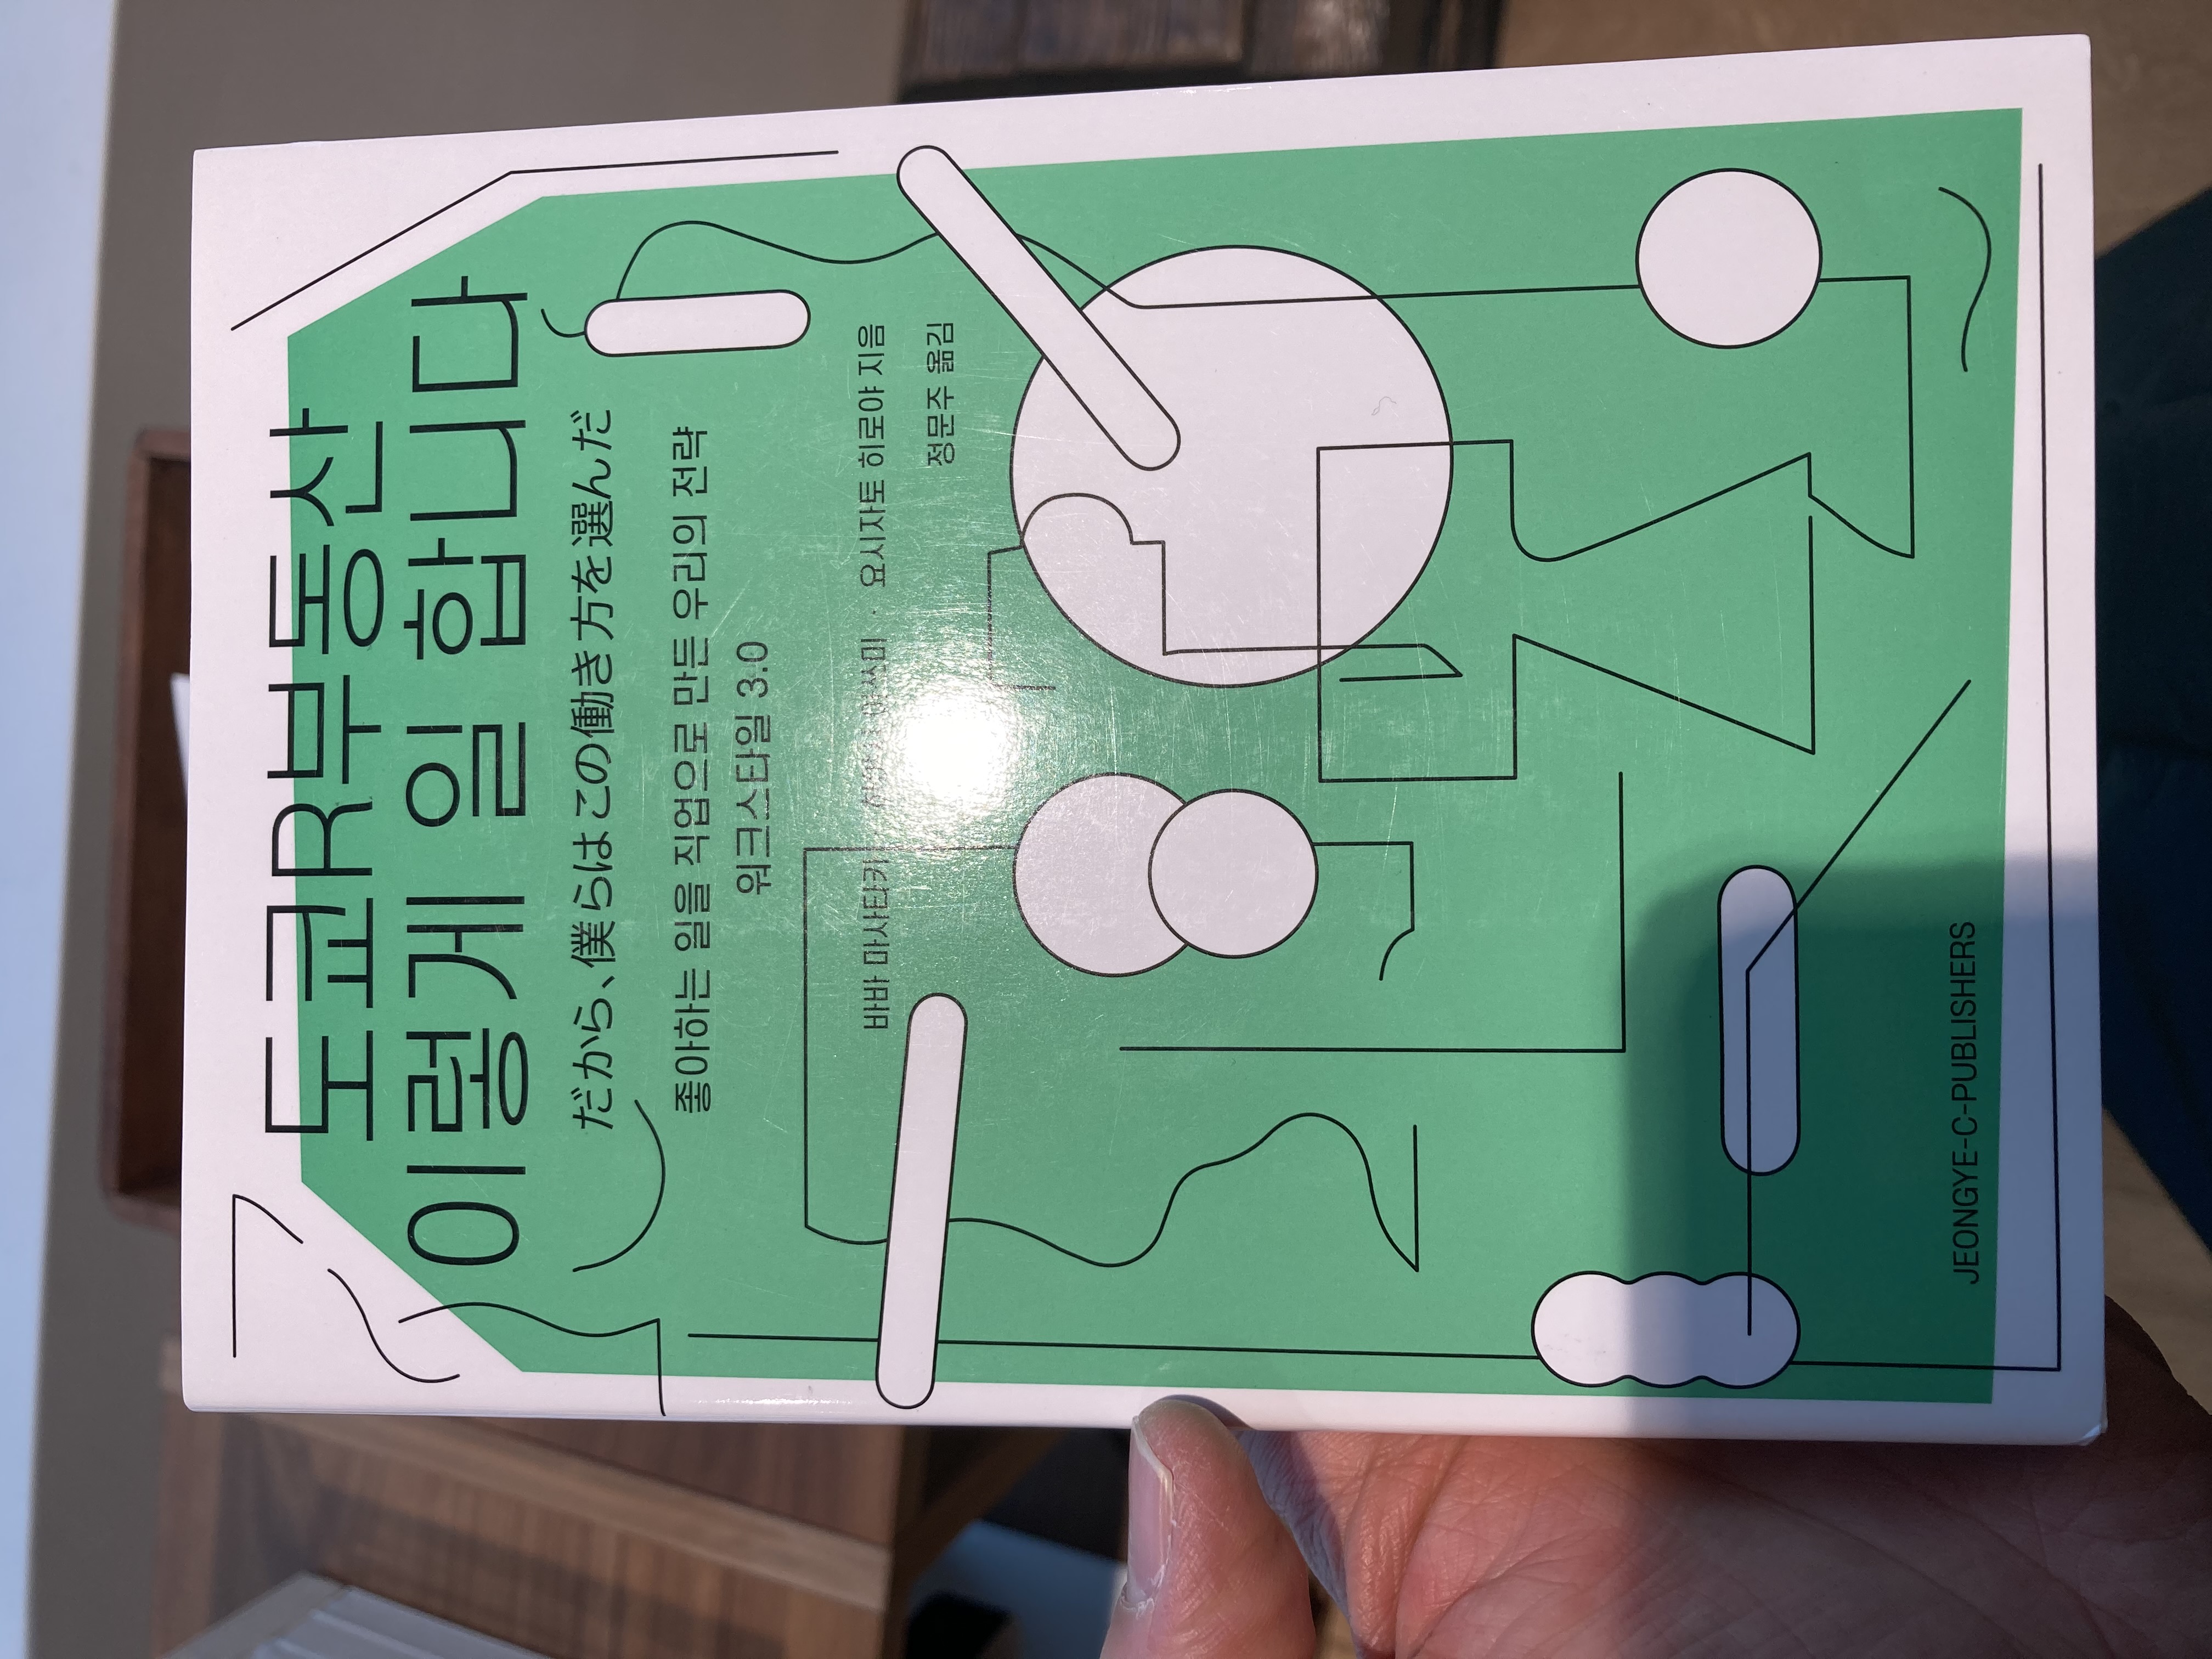 도쿄R부동산
이렇게 일 합니다
だから、僕らはこの働き方を選んだ
좋아하는 일을 직업으로 만든 우리의 전략
워크스타일 3.0
바바 마사타카 · 요시자토 히로야 지음
정문주 옮김
JEONGYE-C-PUBLISHERS